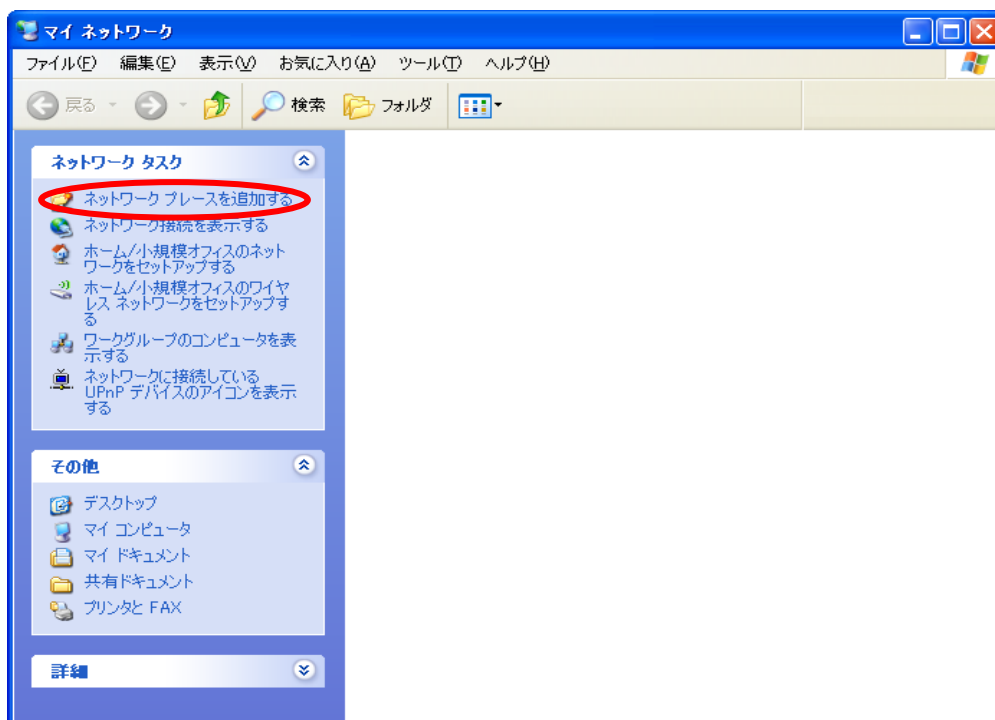 マイ ネットワーク
ファイル(F) 編集(E) 表示(V) お気に入り(A) ツール(T) ヘルプ(H)
戻る 検索 フォルダ
ネットワーク タスク
ネットワーク プレースを追加する
ネットワーク接続を表示する
ホーム/小規模オフィスのネット
ワークをセットアップする
ホーム/小規模オフィスのワイヤ
レス ネットワークをセットアップす
る
ワークグループのコンピュータを表
示する
ネットワークに接続している
UPnP デバイスのアイコンを表示
する
その他
デスクトップ
マイ コンピュータ
マイ ドキュメント
共有ドキュメント
プリンタと FAX
詳細